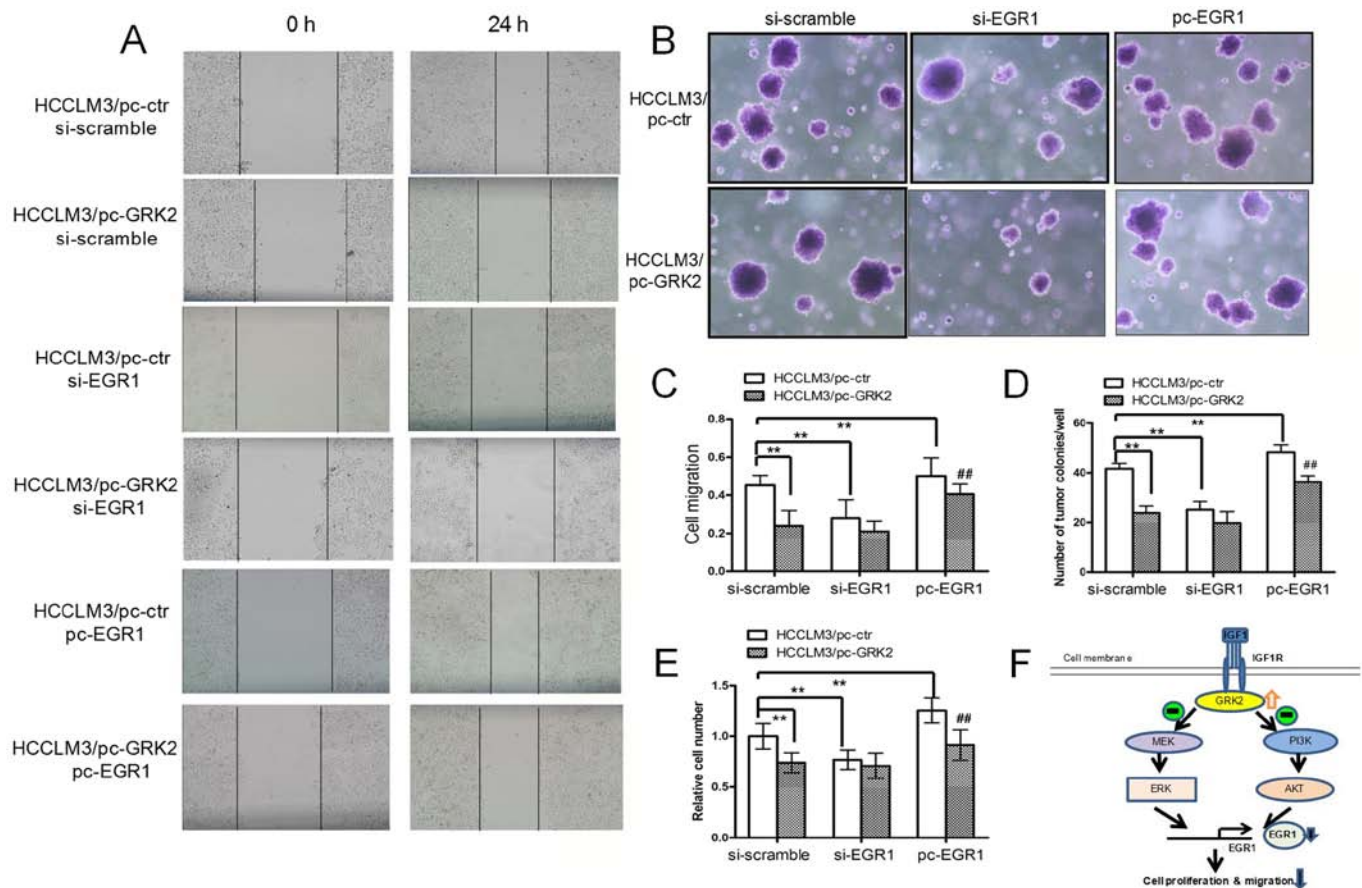 A
0 h
24 h
HCCLM3/pc-ctr
si-scramble
HCCLM3/pc-GRK2
si-scramble
HCCLM3/pc-ctr
si-EGR1
HCCLM3/pc-GRK2
si-EGR1
HCCLM3/pc-ctr
pc-EGR1
HCCLM3/pc-GRK2
pc-EGR1
B
si-scramble
si-EGR1
pc-EGR1
HCCLM3/
pc-ctr
HCCLM3/
pc-GRK2
C
HCCLM3/pc-ctr
HCCLM3/pc-GRK2
Cell migration
0.8
0.6
0.4
0.2
0.0
**
**
**
##
si-scramble
si-EGR1
pc-EGR1
D
HCCLM3/pc-ctr
HCCLM3/pc-GRK2
Number of tumor colonies/well
60
40
20
0
**
**
**
##
si-scramble
si-EGR1
pc-EGR1
E
HCCLM3/pc-ctr
HCCLM3/pc-GRK2
Relative cell number
1.5
1.0
0.5
0.0
**
**
**
##
si-scramble
si-EGR1
pc-EGR1
F
IGF1
Cell membrane
IGF1R
GRK2
MEK
PI3K
ERK
AKT
EGR1
EGR1
Cell proliferation & migration